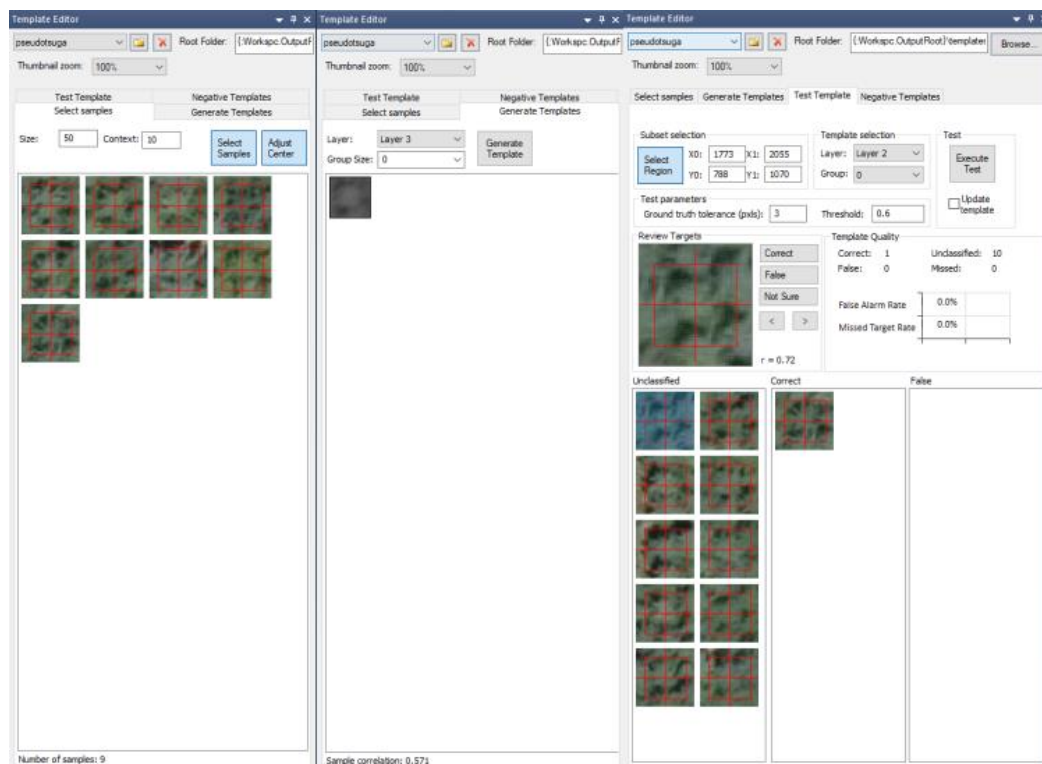 Template Editor
pseudotsuga
Root Folder: {:Workspc.OutputF
Thumbnail zoom: 100%
Test Template Negative Templates
Select samples Generate Templates
Size: 50 Context: 10
Select Samples
Adjust Center
Number of samples: 9
Template Editor
pseudotsuga
Root Folder: {:Workspc.OutputF
Thumbnail zoom: 100%
Test Template Negative Templates
Select samples Generate Templates
Layer: Layer 3
Group Size: 0
Generate Template
Sample correlation: 0.571
Template Editor
pseudotsuga
Root Folder: {:Workspc.OutputRoot}\templates Browse...
Thumbnail zoom: 100%
Select samples Generate Templates Test Template Negative Templates
Subset selection
Select Region
X0: 1773 X1: 2055
Y0: 788 Y1: 1070
Template selection
Layer: Layer 2
Group: 0
Test
Execute Test
Update template
Test parameters
Ground truth tolerance (pxls): 3 Threshold: 0.6
Review Targets
Correct
False
Not Sure
< >
r = 0.72
Template Quality
Correct: 1 Unclassified: 10
False: 0 Missed: 0
False Alarm Rate 0.0%
Missed Target Rate 0.0%
Unclassified Correct False